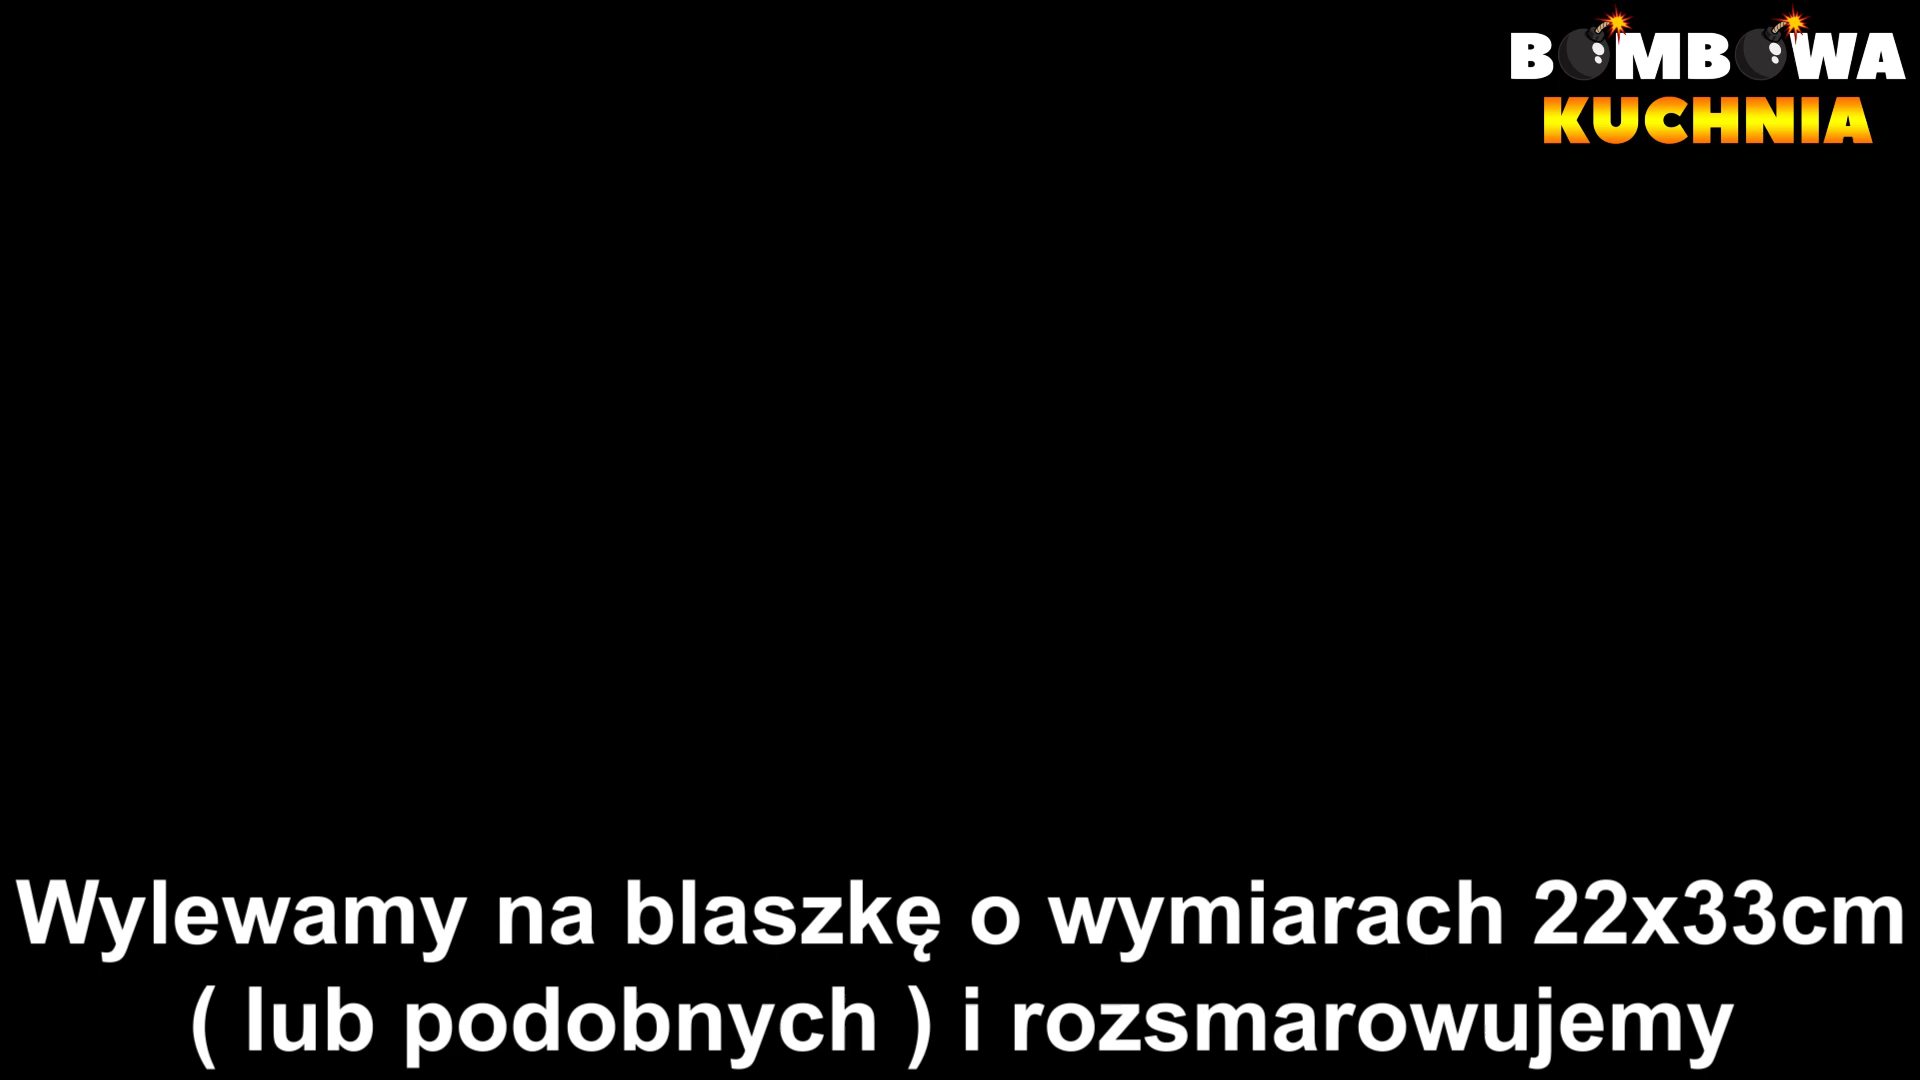 BOMBOWA
KUCHNIA
Wylewamy na blaszkę o wymiarach 22x33cm
( lub podobnych ) i rozsmarowujemy